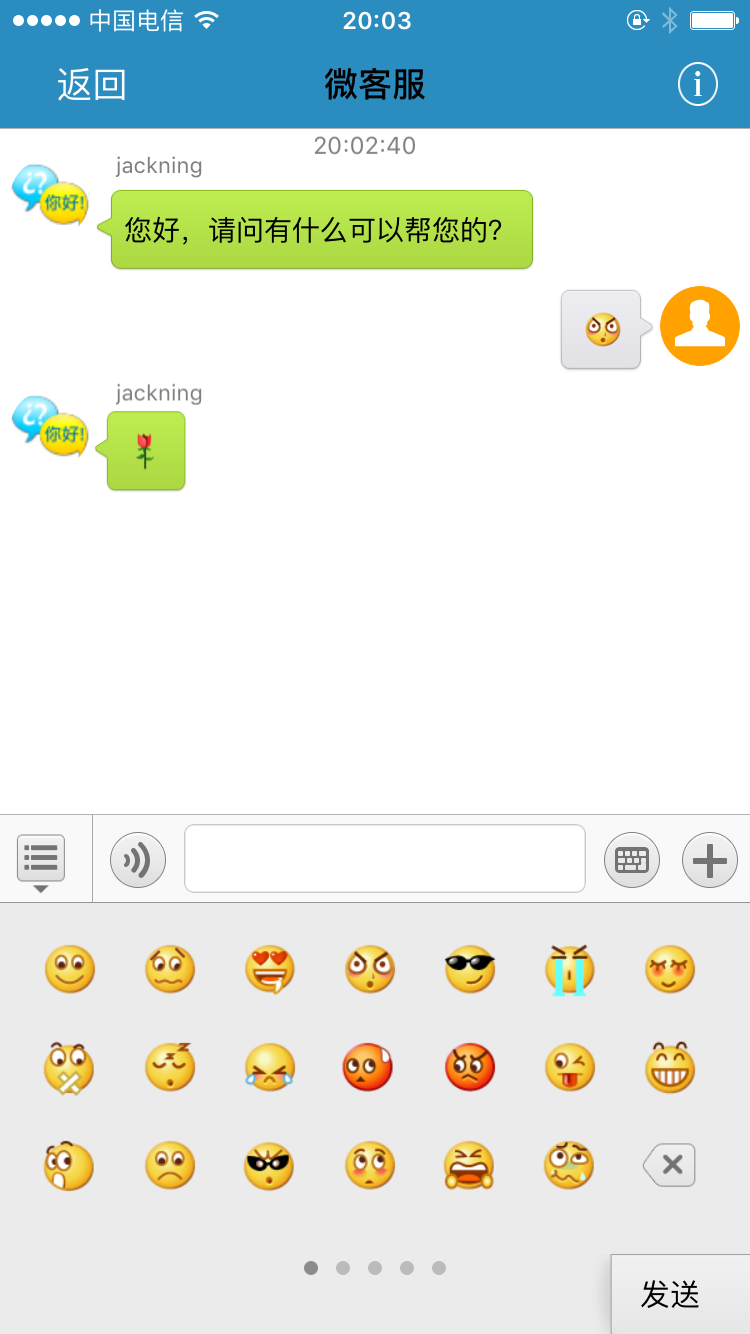 中国电信 20:03
返回 微客服
20:02:40
jackning
你好!
您好，请问有什么可以帮您的?
jackning
你好!
发送